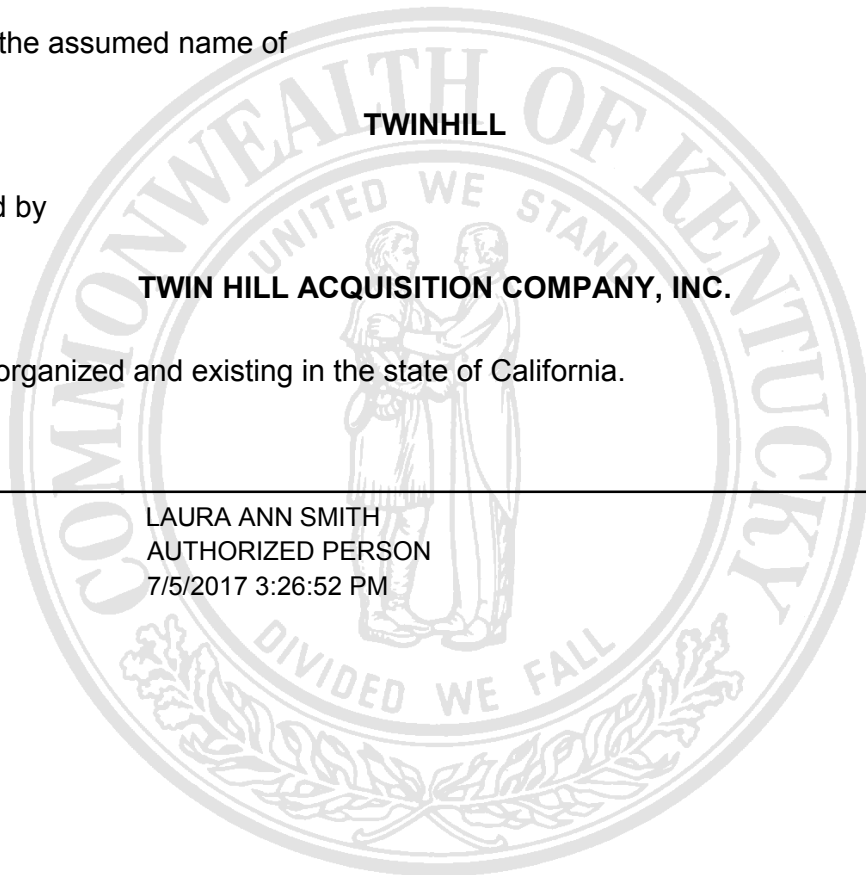 the assumed name of
TWINHILL
d by
TWIN HILL ACQUISITION COMPANY, INC.
organized and existing in the state of California.
LAURA ANN SMITH
AUTHORIZED PERSON
7/5/2017 3:26:52 PM
COMMONWEALTH OF KENTUCKY
UNITED WE STAND
DIVIDED WE FALL